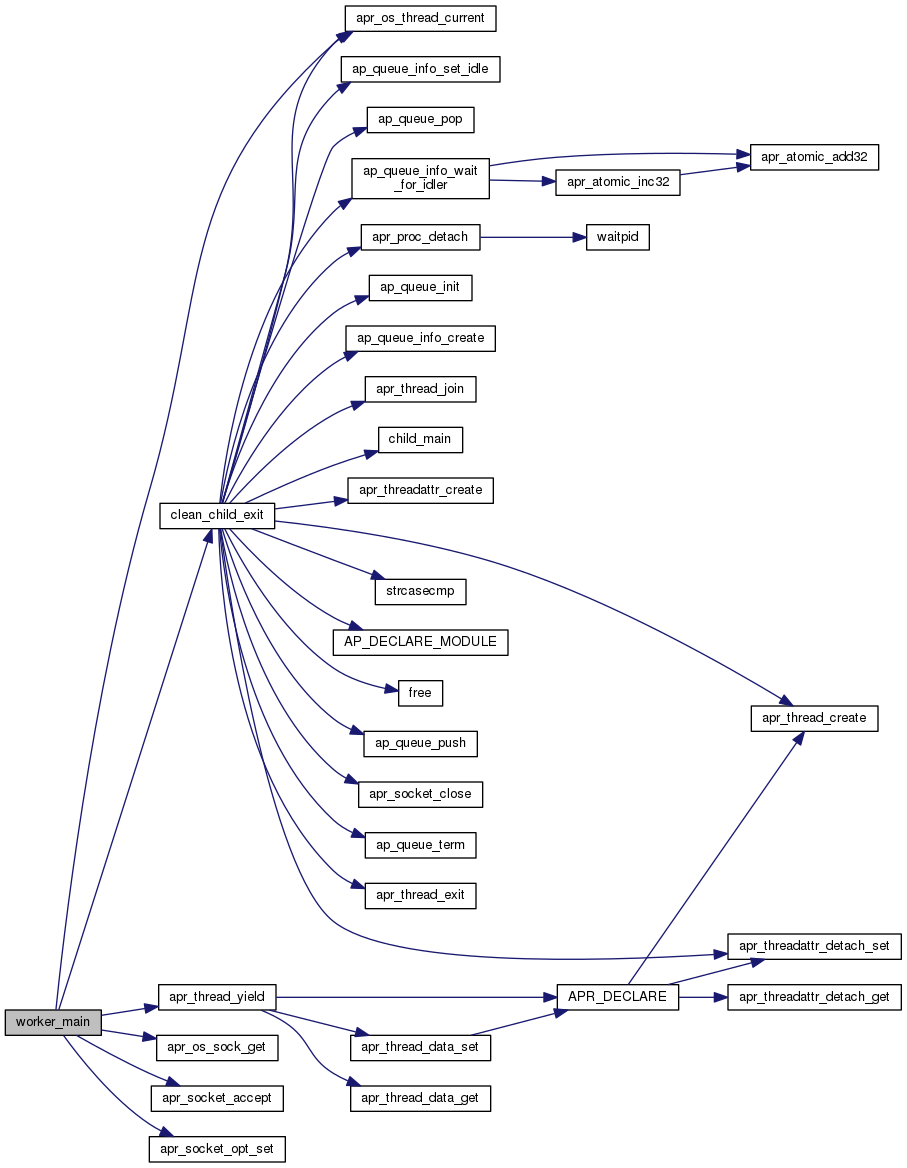 apr_os_thread_current
ap_queue_info_set_idle
ap_queue_pop
ap_queue_info_wait
_for_idler
apr_atomic_add32
apr_atomic_inc32
apr_proc_detach
waitpid
ap_queue_init
ap_queue_info_create
apr_thread_join
child_main
apr_threadattr_create
clean_child_exit
strcasecmp
AP_DECLARE_MODULE
free
apr_thread_create
ap_queue_push
apr_socket_close
ap_queue_term
apr_thread_exit
apr_threadattr_detach_set
apr_thread_yield
APR_DECLARE
apr_threadattr_detach_get
worker_main
apr_os_sock_get
apr_thread_data_set
apr_socket_accept
apr_thread_data_get
apr_socket_opt_set